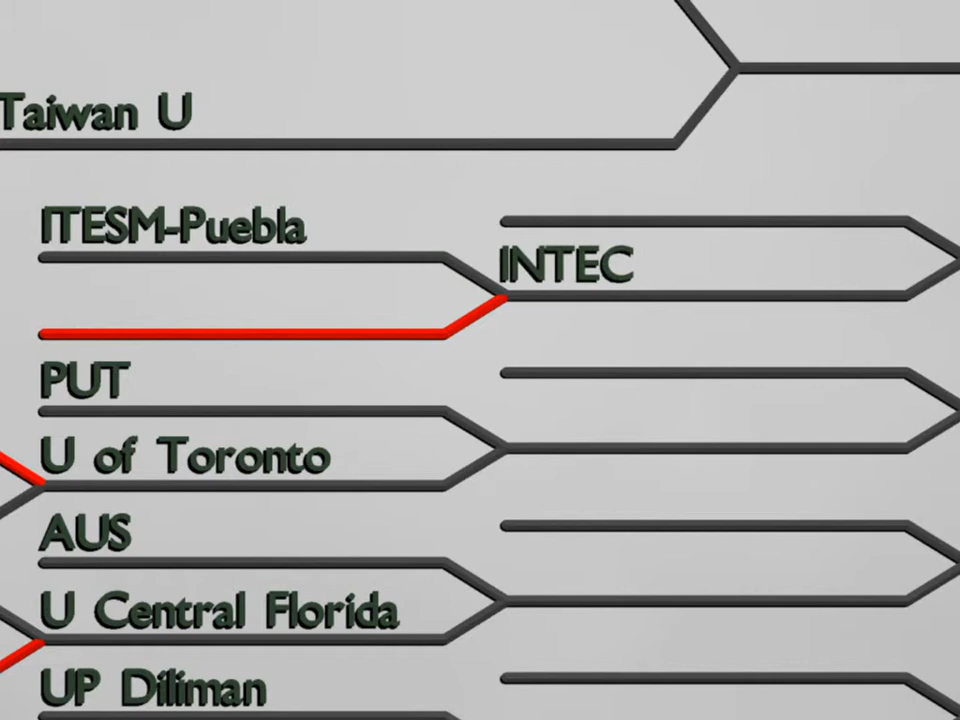 Taiwan U
ITESM-Puebla
INTEC
PUT
U of Toronto
AUS
U Central Florida
UP Diliman